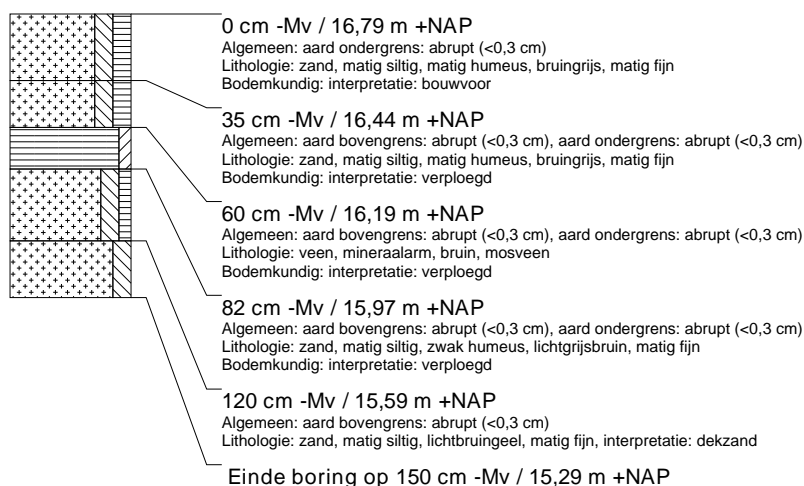 0 cm -Mv / 16,79 m +NAP
Algemeen: aard ondergrens: abrupt (<0,3 cm)
Lithologie: zand, matig siltig, matig humeus, bruingrijs, matig fijn
Bodemkundig: interpretatie: bouwvoor
35 cm -Mv / 16,44 m +NAP
Algemeen: aard bovengrens: abrupt (<0,3 cm), aard ondergrens: abrupt (<0,3 cm)
Lithologie: zand, matig siltig, matig humeus, bruingrijs, matig fijn
Bodemkundig: interpretatie: verploegd
60 cm -Mv / 16,19 m +NAP
Algemeen: aard bovengrens: abrupt (<0,3 cm), aard ondergrens: abrupt (<0,3 cm)
Lithologie: veen, mineraalarm, bruin, mosveen
Bodemkundig: interpretatie: verploegd
82 cm -Mv / 15,97 m +NAP
Algemeen: aard bovengrens: abrupt (<0,3 cm), aard ondergrens: abrupt (<0,3 cm)
Lithologie: zand, matig siltig, zwak humeus, lichtgrijsbruin, matig fijn
Bodemkundig: interpretatie: verploegd
120 cm -Mv / 15,59 m +NAP
Algemeen: aard bovengrens: abrupt (<0,3 cm)
Lithologie: zand, matig siltig, lichtbruingeel, matig fijn, interpretatie: dekzand
Einde boring op 150 cm -Mv / 15,29 m +NAP